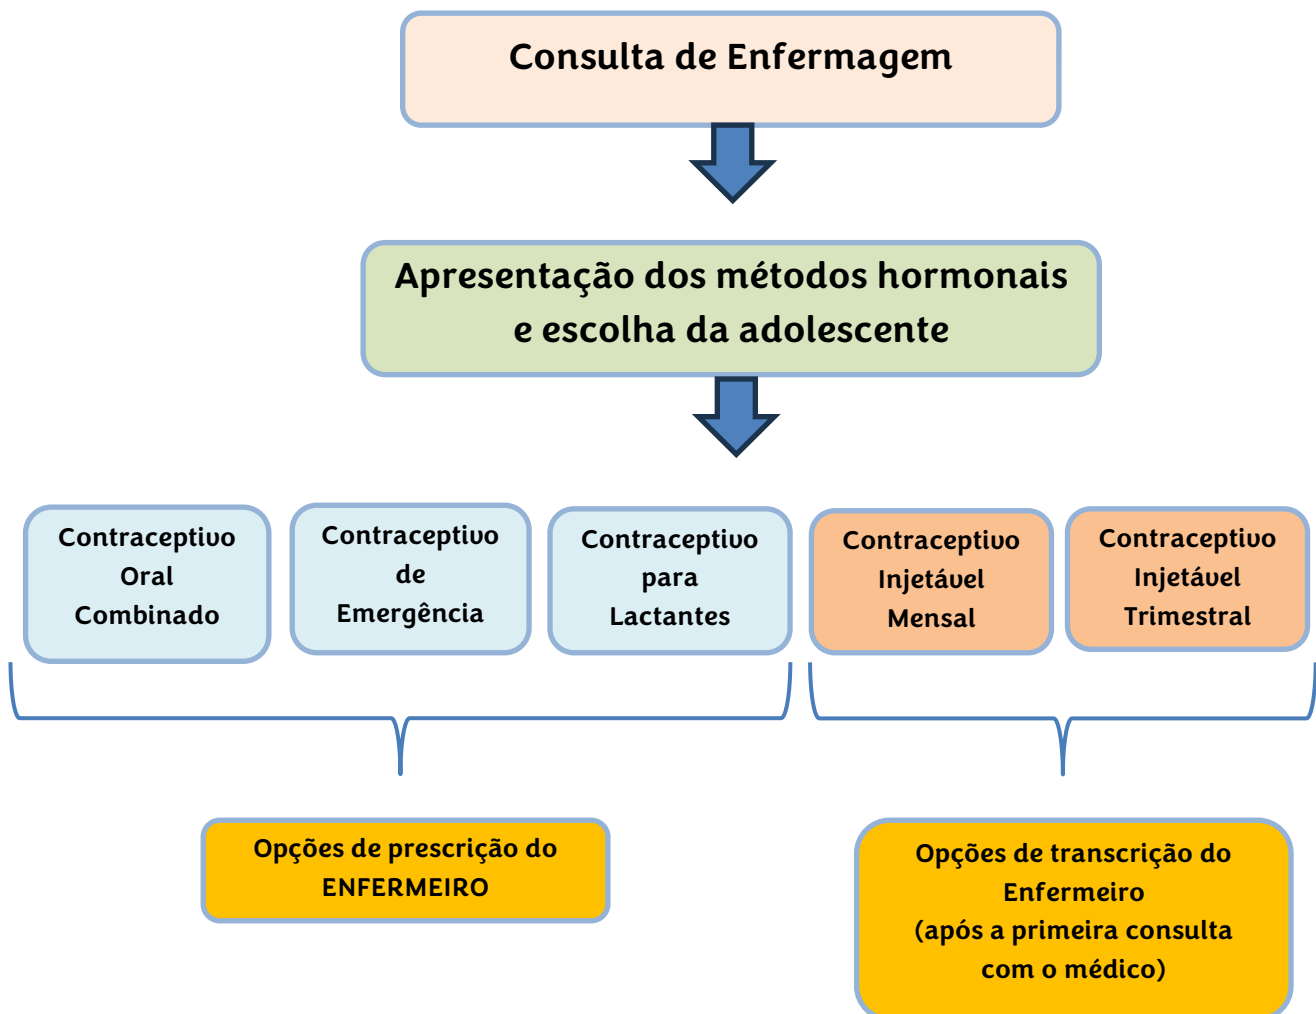 Consulta de Enfermagem
Apresentação dos métodos hormonais
e escolha da adolescente
Contraceptivo
Oral
Combinado
Contraceptivo
de
Emergência
Contraceptivo
para
Lactantes
Contraceptivo
Injetável
Mensal
Contraceptivo
Injetável
Trimestral
Opções de prescrição do
ENFERMEIRO
Opções de transcrição do
Enfermeiro
(após a primeira consulta
com o médico)